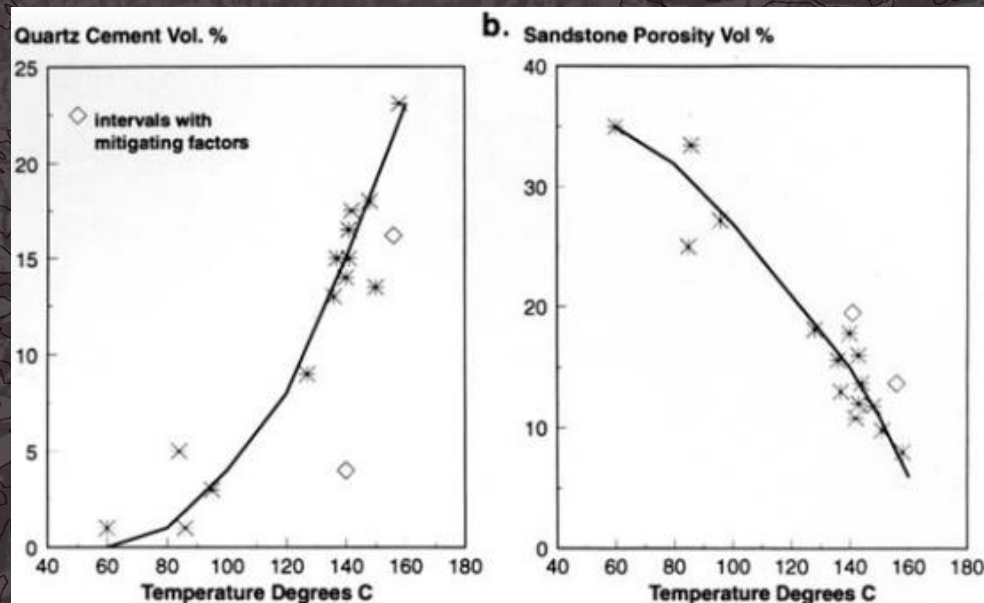 Quartz Cement Vol. %
25
20
15
10
5
0
intervals with
mitigating factors
40 60 80 100 120 140 160 180
Temperature Degrees C
b. Sandstone Porosity Vol %
40
30
20
10
0
40 60 80 100 120 140 160 180
Temperature Degrees C